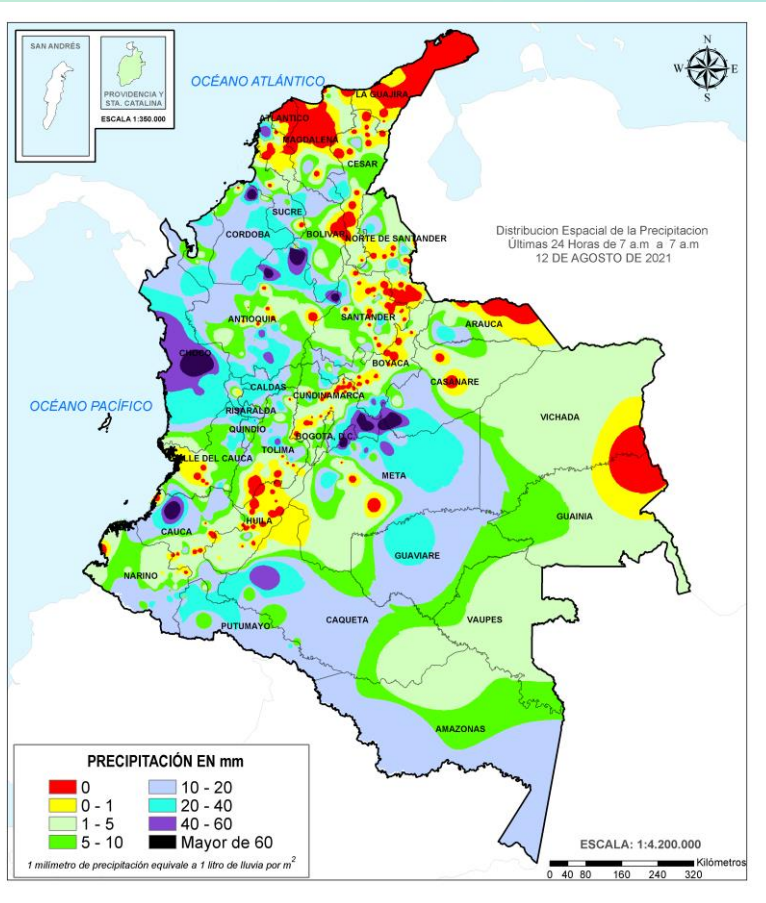 SAN ANDRÉS
PROVIDENCIA Y
STA. CATALINA
ESCALA 1:350.000
OCÉANO ATLÁNTICO
N
W
E
S
LA GUAJIRA
ATLANTICO
MAGDALENA
CESAR
SUCRE
CORDOBA
BOLIVAR
NORTE DE SANTANDER
Distribucion Espacial de la Precipitacion
Últimas 24 Horas de 7 a.m a 7 a.m
12 DE AGOSTO DE 2021
ANTIOQUIA
SANTANDER
ARAUCA
CHOCO
BOYACA
CALDAS
CASANARE
CUNDINAMARCA
OCÉANO PACÍFICO
RISARALDA
VICHADA
QUINDIO
BOGOTA, D.C.
TOLIMA
VALLE DEL CAUCA
META
GUAINIA
HUILA
CAUCA
GUAVIARE
NARINO
CAQUETA
VAUPES
PUTUMAYO
AMAZONAS
PRECIPITACIÓN EN mm
0
0 - 1
1 - 5
5 - 10
10 - 20
20 - 40
40 - 60
Mayor de 60
1 milímetro de precipitación equivale a 1 litro de lluvia por m2
ESCALA: 1:4.200.000
Kilómetros
0 40 80 160 240 320